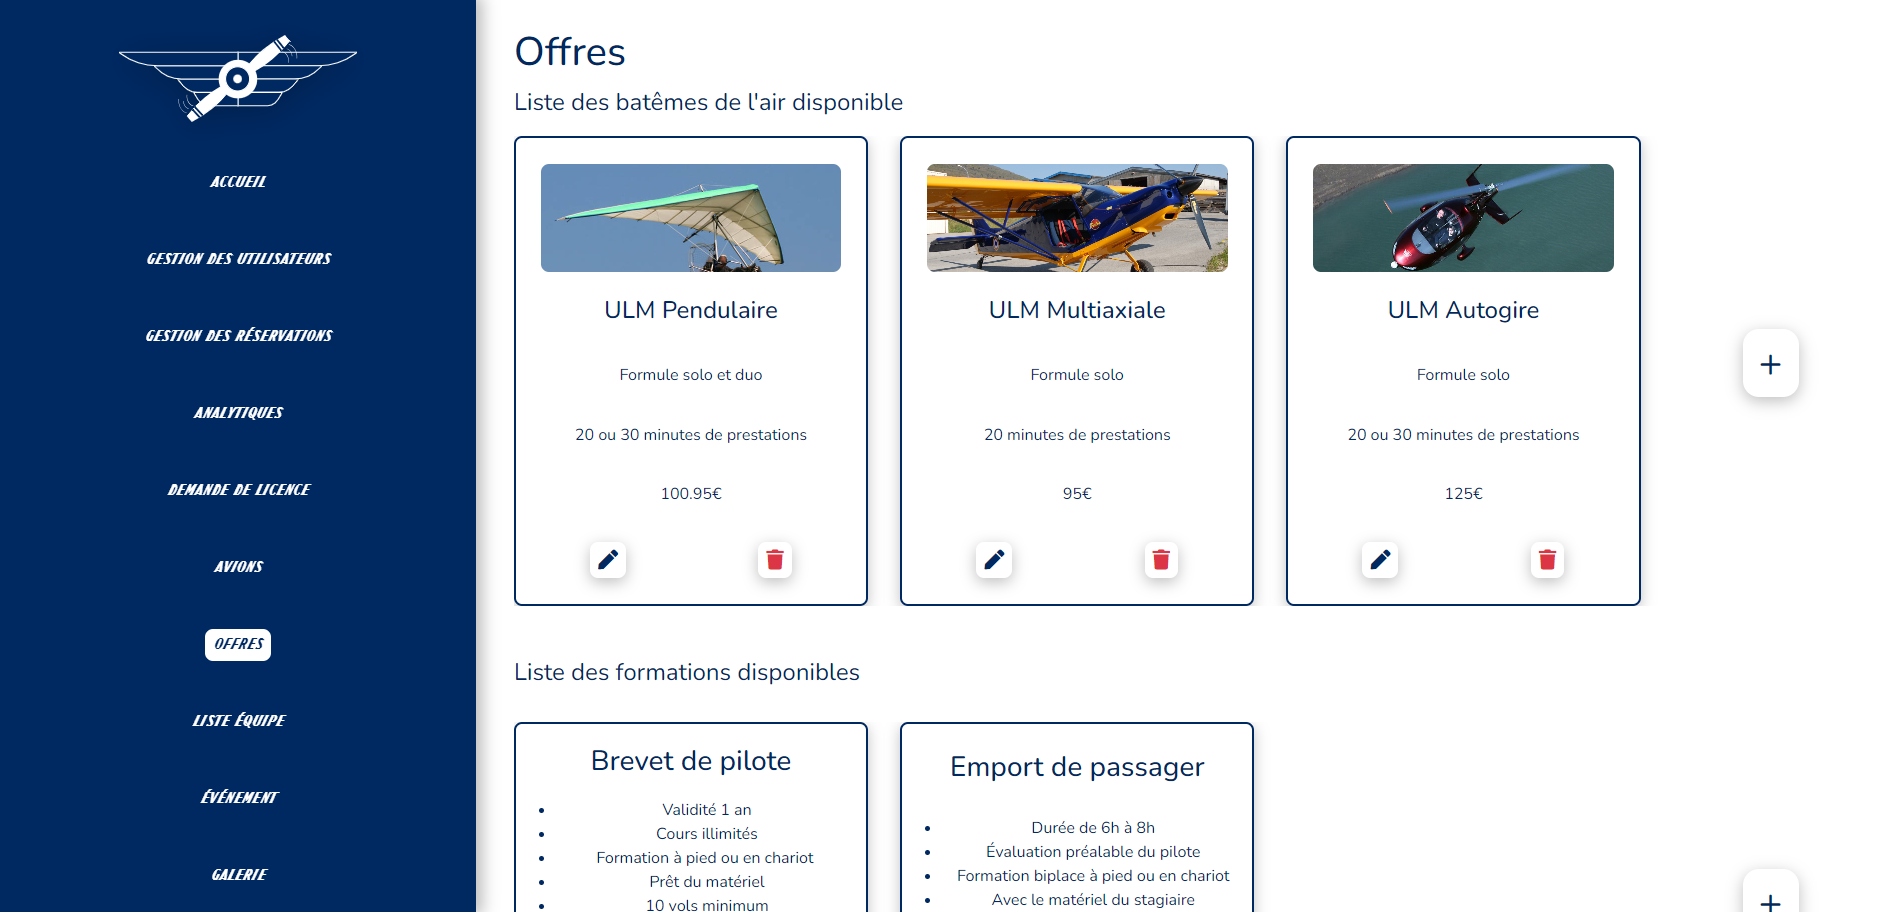 ACCUEIL
GESTION DES UTILISATEURS
GESTION DES RÉSERVATIONS
ANALYTIQUES
DEMANDE DE LICENCE
AVIONS
OFFRES
LISTE ÉQUIPE
ÉVÉNEMENT
GALERIE
Offres
Liste des batêmes de l'air disponible
ULM Pendulaire
Formule solo et duo
20 ou 30 minutes de prestations
100.95€
ULM Multiaxiale
Formule solo
20 minutes de prestations
95€
ULM Autogire
Formule solo
20 ou 30 minutes de prestations
125€
+
Liste des formations disponibles
Brevet de pilote
• Validité 1 an
• Cours illimités
• Formation à pied ou en chariot
• Prêt du matériel
• 10 vols minimum
Emport de passager
• Durée de 6h à 8h
• Évaluation préalable du pilote
• Formation biplace à pied ou en chariot
• Avec le matériel du stagiaire
+